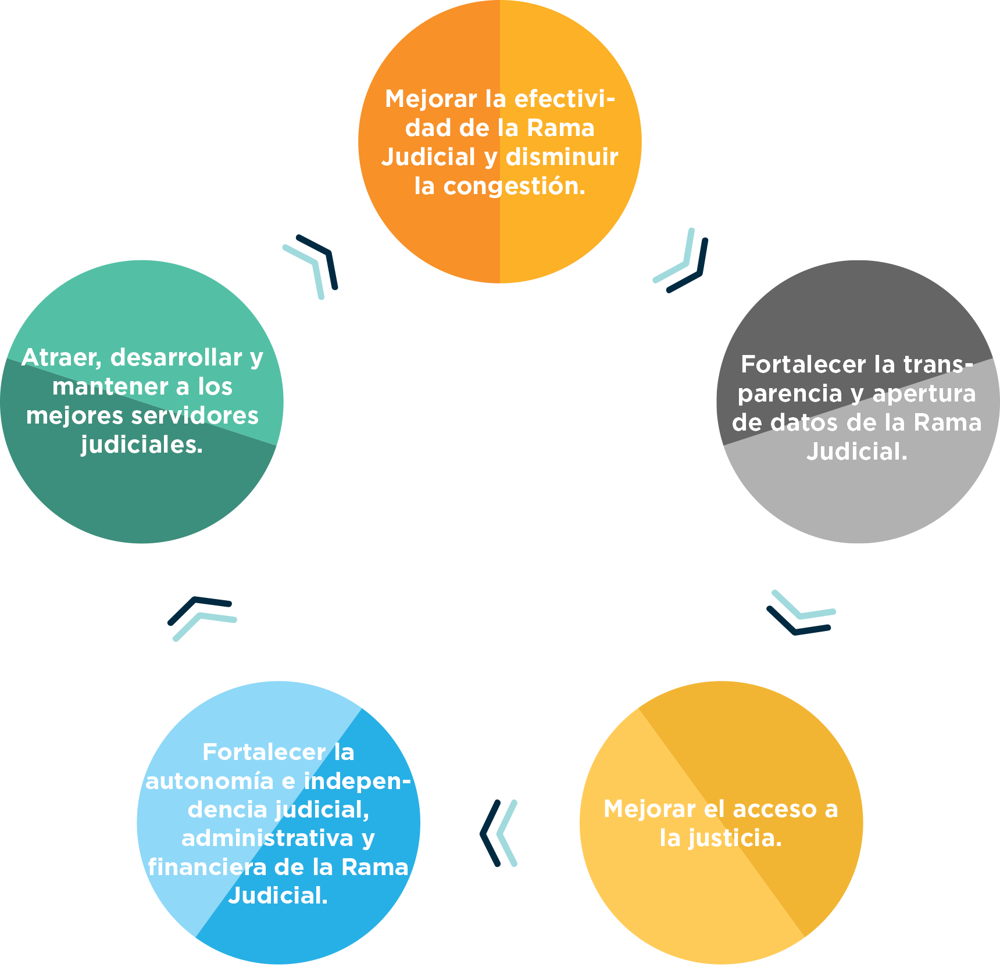 Mejorar la efectivi-
dad de la Rama
Judicial y disminuir
la congestión.
Atraer, desarrollar y
mantener a los
mejores servidores
judiciales.
Fortalecer la trans-
parencia y apertura
de datos de la Rama
Judicial.
Fortalecer la
autonomía e indepen-
dencia judicial,
administrativa y
financiera de la Rama
Judicial.
Mejorar el acceso a
la justicia.